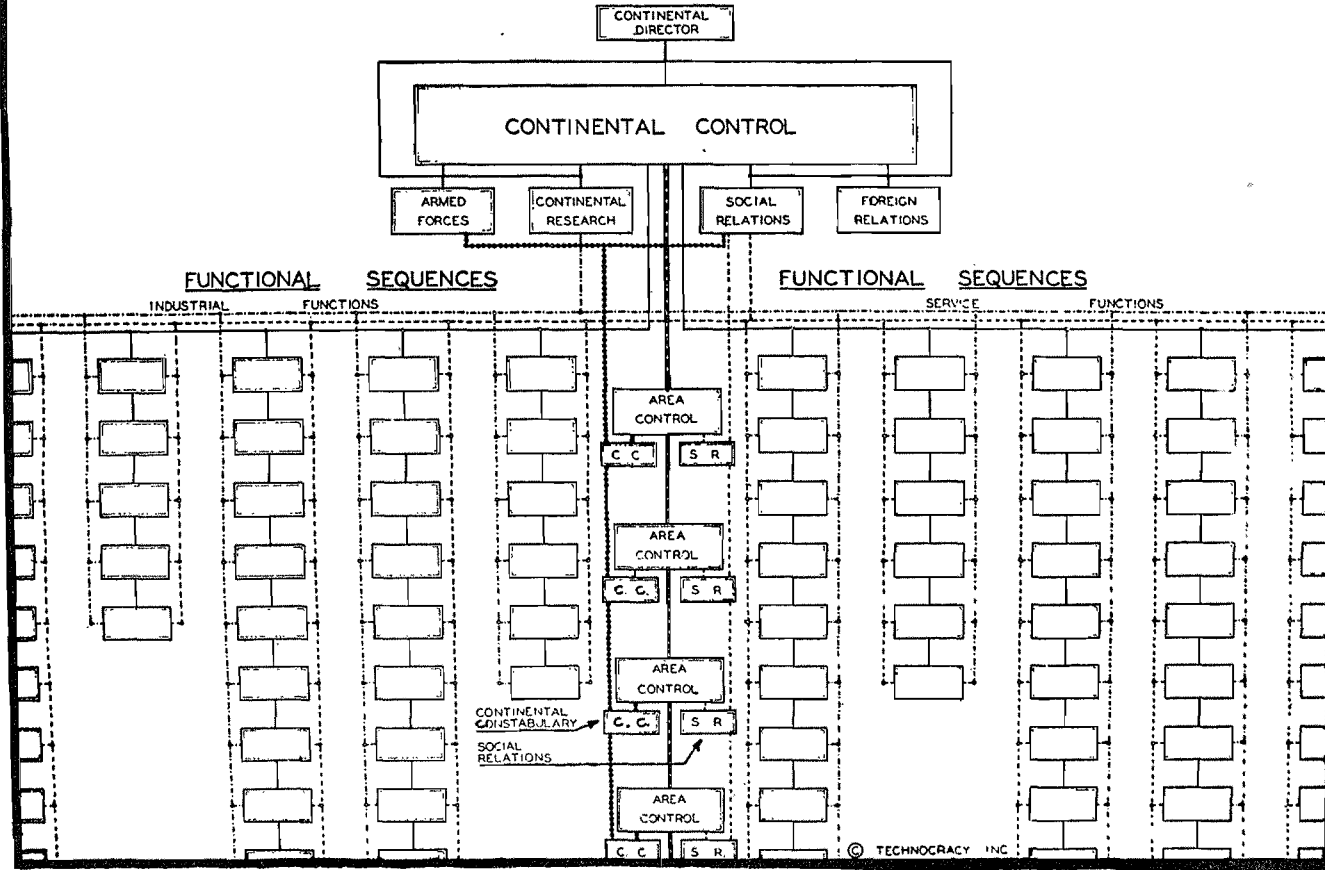 CONTINENTAL
DIRECTOR
CONTINENTAL CONTROL
ARMED
FORCES
CONTINENTAL
RESEARCH
SOCIAL
RELATIONS
FOREIGN
RELATIONS
FUNCTIONAL SEQUENCES
INDUSTRIAL FUNCTIONS
FUNCTIONAL SEQUENCES
SERVICE FUNCTIONS
AREA
CONTROL
C C
S R
AREA
CONTROL
C. C.
S R
AREA
CONTROL
CONTINENTAL
CONSTABULARY
C. C.
S R
SOCIAL
RELATIONS
AREA
CONTROL
C. C
S R.
© TECHNOCRACY INC